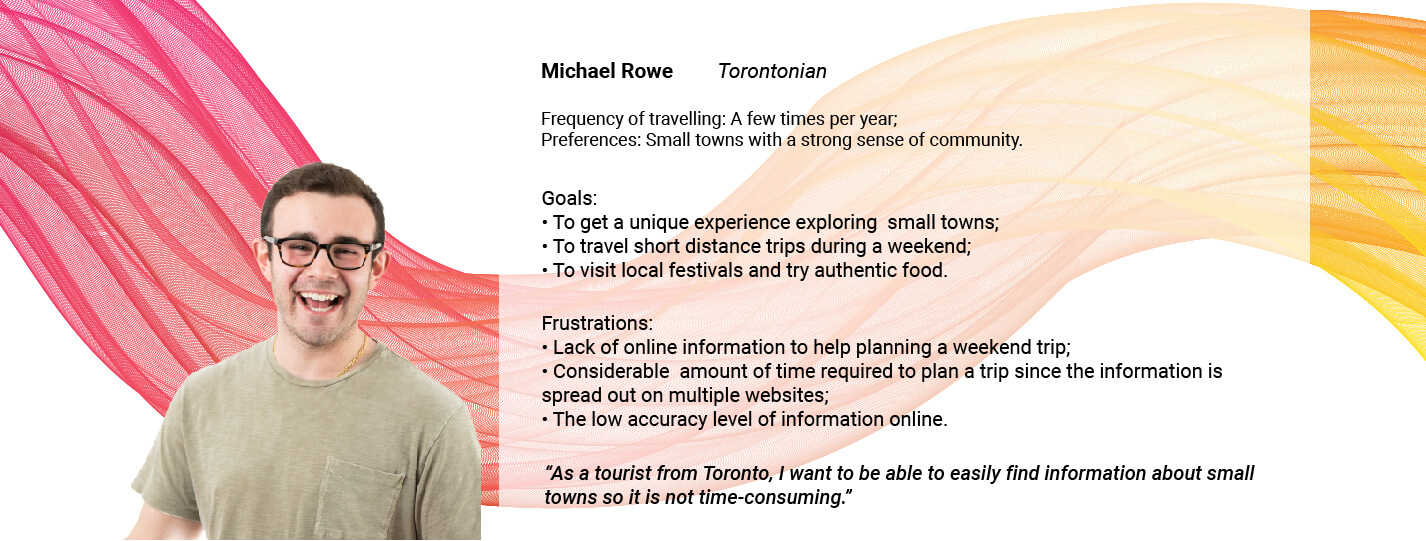 Michael Rowe Torontonian
Frequency of travelling: A few times per year;
Preferences: Small towns with a strong sense of community.
Goals:
• To get a unique experience exploring  small towns;
• To travel short distance trips during a weekend;
• To visit local festivals and try authentic food.
Frustrations:
• Lack of online information to help planning a weekend trip;
• Considerable  amount of time required to plan a trip since the information is
spread out on multiple websites;
• The low accuracy level of information online.
“As a tourist from Toronto, I want to be able to easily find information about small
towns so it is not time-consuming.”